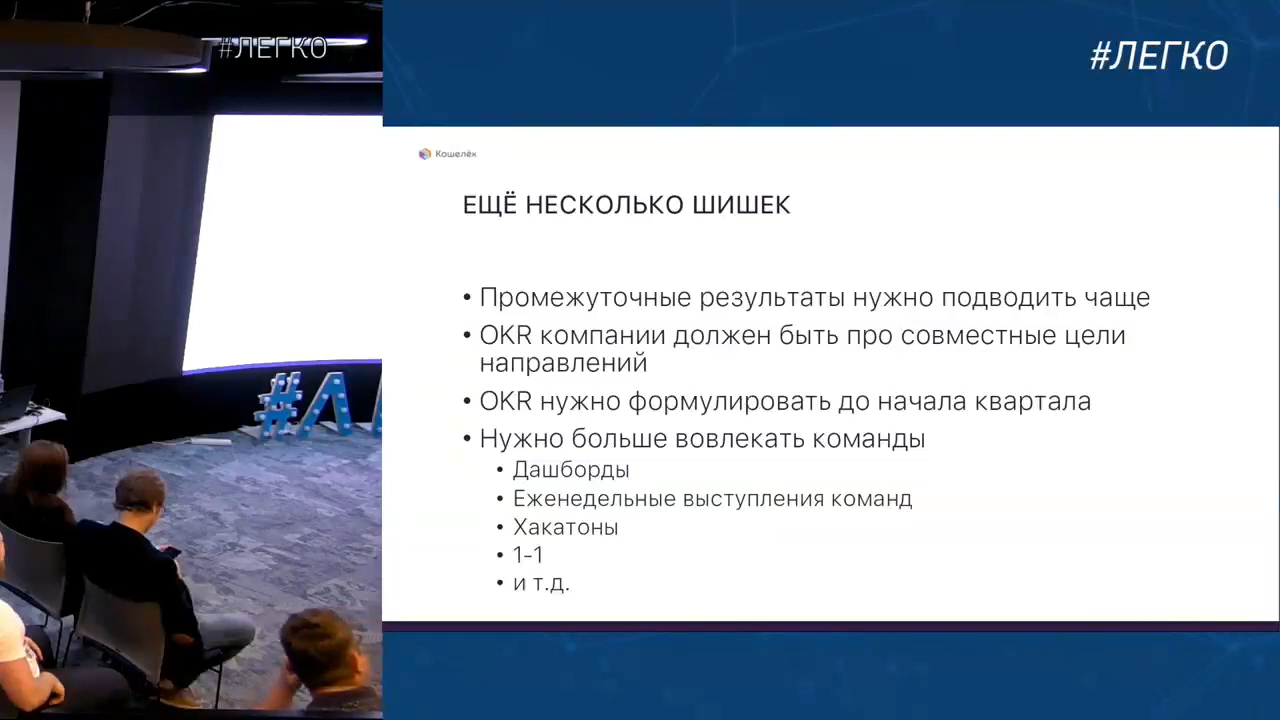 #ЛЕГКО
#ЛЕГКО
Кошелёк
ЕЩЁ НЕСКОЛЬКО ШИШЕК
• Промежуточные результаты нужно подводить чаще
• OKR компании должен быть про совместные цели
направлений
• OKR нужно формулировать до начала квартала
• Нужно больше вовлекать команды
• Дашборды
• Еженедельные выступления команд
• Хакатоны
• 1-1
• и т.д.
#Л